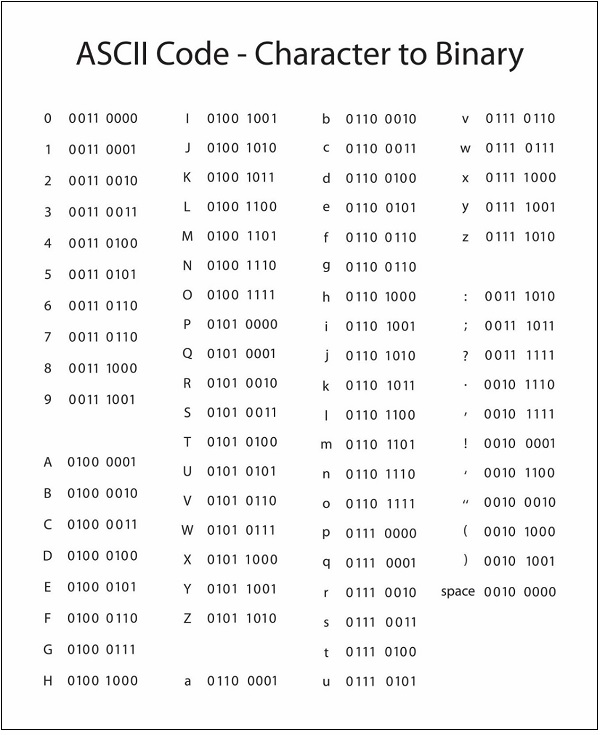 ASCII Code - Character to Binary
0 0011 0000
1 0011 0001
2 0011 0010
3 0011 0011
4 0011 0100
5 0011 0101
6 0011 0110
7 0011 0110
8 0011 1000
9 0011 1001
A 0100 0001
B 0100 0010
C 0100 0011
D 0100 0100
E 0100 0101
F 0100 0110
G 0100 0111
H 0100 1000
I 0100 1001
J 0100 1010
K 0100 1011
L 0100 1100
M 0100 1101
N 0100 1110
O 0100 1111
P 0101 0000
Q 0101 0001
R 0101 0010
S 0101 0011
T 0101 0100
U 0101 0101
V 0101 0110
W 0101 0111
X 0101 1000
Y 0101 1001
Z 0101 1010
a 0110 0001
b 0110 0010
c 0110 0011
d 0110 0100
e 0110 0101
f 0110 0110
g 0110 0110
h 0110 1000
i 0110 1001
j 0110 1010
k 0110 1011
l 0110 1100
m 0110 1101
n 0110 1110
o 0110 1111
p 0111 0000
q 0111 0001
r 0111 0010
s 0111 0011
t 0111 0100
u 0111 0101
v 0111 0110
w 0111 0111
x 0111 1000
y 0111 1001
z 0111 1010
: 0011 1010
; 0011 1011
? 0011 1111
. 0010 1110
, 0010 1111
! 0010 0001
, 0010 1100
" 0010 0010
( 0010 1000
) 0010 1001
space 0010 0000